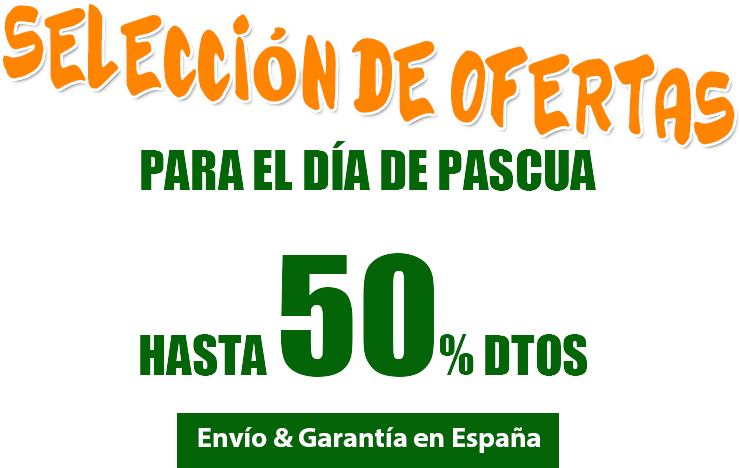 SELECCIÓN DE OFERTAS
PARA EL DÍA DE PASCUA
HASTA 50% DTOS
Envío & Garantía en España